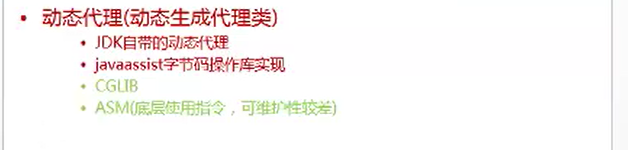 • 动态代理(动态生成代理类)
• JDK自带的动态代理
• javaassist字节码操作库实现
• CGLIB
• ASM(底层使用指令，可维护性较差)